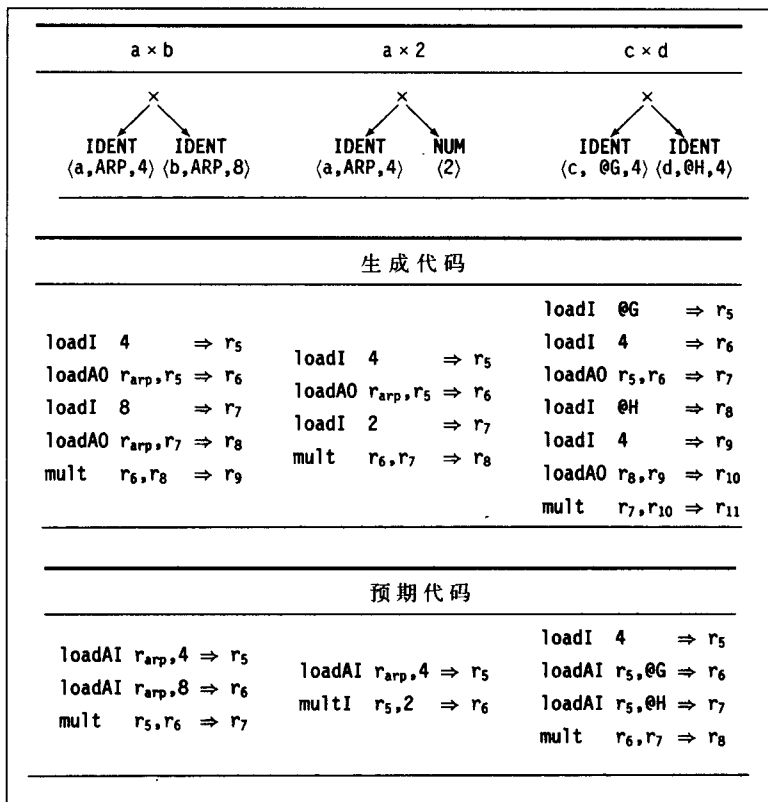 a × b a × 2 c × d
× × ×
IDENT IDENT IDENT NUM IDENT IDENT
⟨a,ARP,4⟩ ⟨b,ARP,8⟩ ⟨a,ARP,4⟩ ⟨2⟩ ⟨c, @G,4⟩ ⟨d,@H,4⟩
生成代码
loadI 4 ⇒ r5
loadAO rarp,r5 ⇒ r6
loadI 8 ⇒ r7
loadAO rarp,r7 ⇒ r8
mult r6,r8 ⇒ r9
loadI 4 ⇒ r5
loadAO rarp,r5 ⇒ r6
loadI 2 ⇒ r7
mult r6,r7 ⇒ r8
loadI @G ⇒ r5
loadI 4 ⇒ r6
loadAO r5,r6 ⇒ r7
loadI @H ⇒ r8
loadI 4 ⇒ r9
loadAO r8,r9 ⇒ r10
mult r7,r10 ⇒ r11
预期代码
loadAI rarp,4 ⇒ r5
loadAI rarp,8 ⇒ r6
mult r5,r6 ⇒ r7
loadAI rarp,4 ⇒ r5
multI r5,2 ⇒ r6
loadI 4 ⇒ r5
loadAI r5,@G ⇒ r6
loadAI r5,@H ⇒ r7
mult r6,r7 ⇒ r8